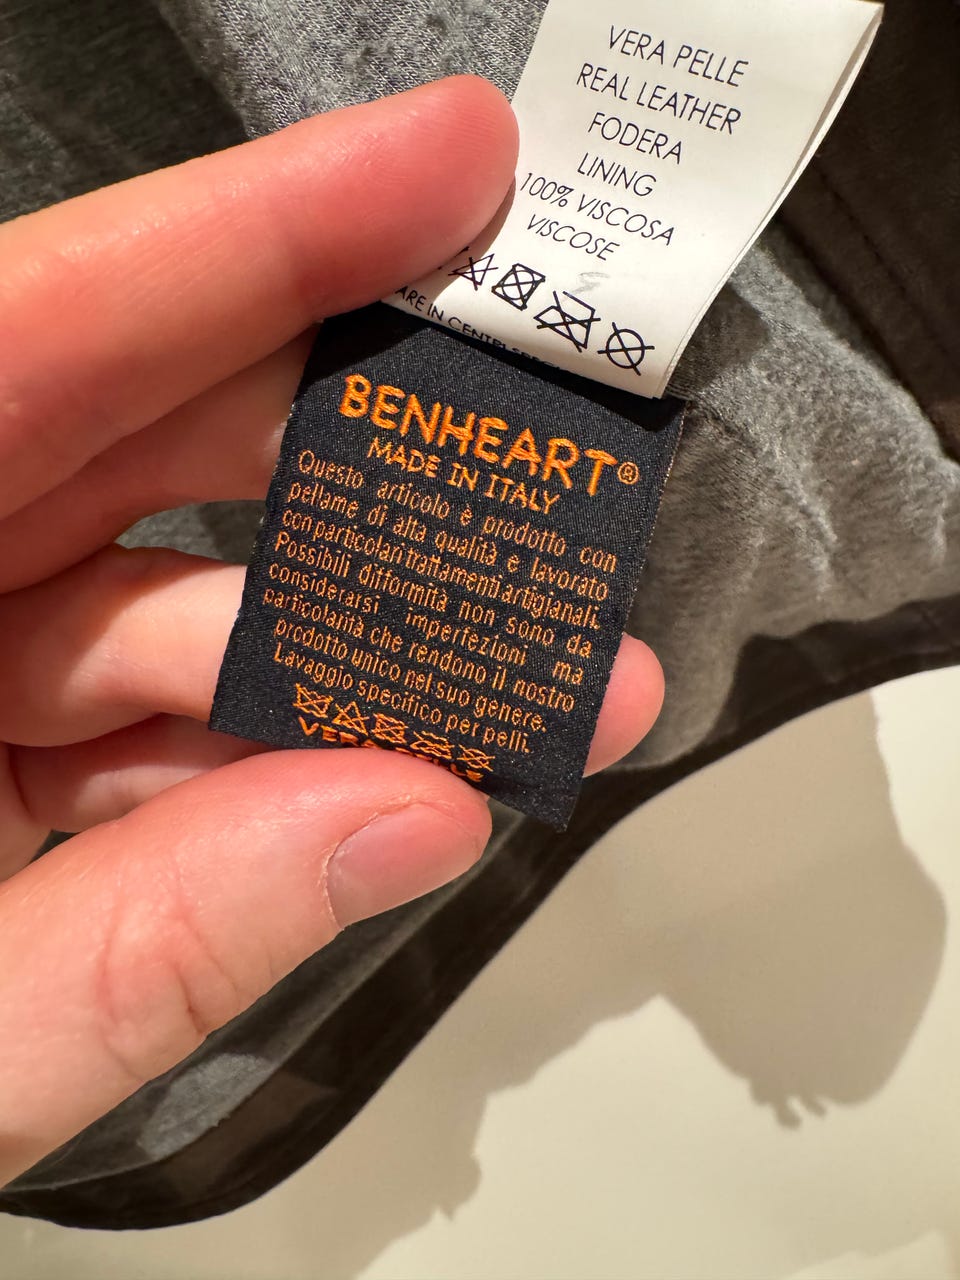 VERA PELLE
REAL LEATHER
FODERA
LINING
100% VISCOSA
VISCOSE
IN
BENHEART®
MADE IN ITALY
Questo articolo è prodotto con
pellame di alta qualità e lavorato
con particolari trattamenti artigianali.
Possibili difformità non sono da
considerarsi imperfezioni ma
particolarità che rendono il nostro
prodotto unico nel suo genere.
Lavaggio specifico per pelli.